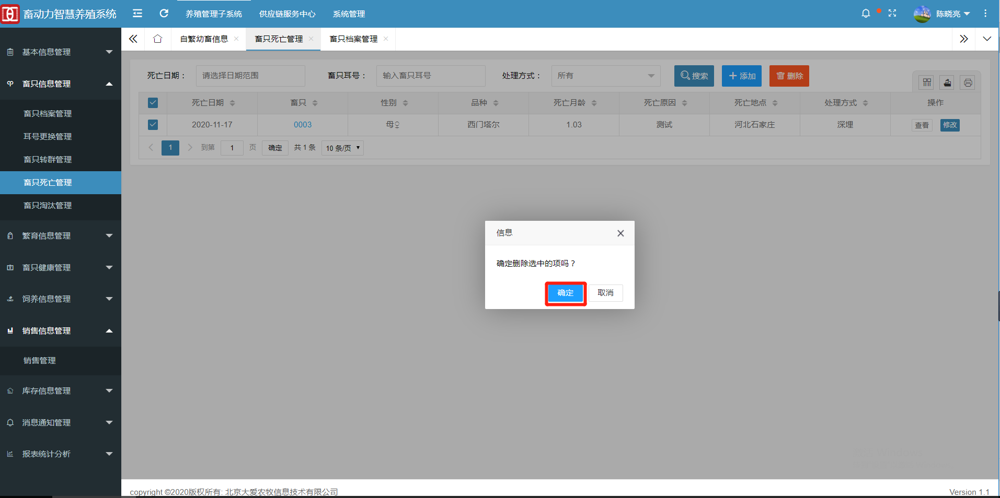 畜动力智慧养殖系统
养殖管理子系统 供应链服务中心 系统管理
陈晓亮
自繁幼畜信息 畜只死亡管理 畜只档案管理
基本信息管理
畜只信息管理
畜只档案管理
耳号更换管理
畜只转群管理
畜只死亡管理
畜只淘汰管理
繁育信息管理
畜只健康管理
饲养信息管理
销售信息管理
销售管理
库存信息管理
消息通知管理
报表统计分析
死亡日期： 请选择日期范围 畜只耳号： 输入畜只耳号 处理方式： 所有 搜索 添加 删除
死亡日期 畜只 性别 品种 死亡月龄 死亡原因 死亡地点 处理方式 操作
2020-11-17 0003 母♀ 西门塔尔 1.03 测试 河北石家庄 深埋 查看 修改
1 到第 1 页 确定 共 1 条 10 条/页
信息
确定删除选中的项吗？
确定 取消
copyright ©2020版权所有: 北京大爱农牧信息技术有限公司 Version 1.1